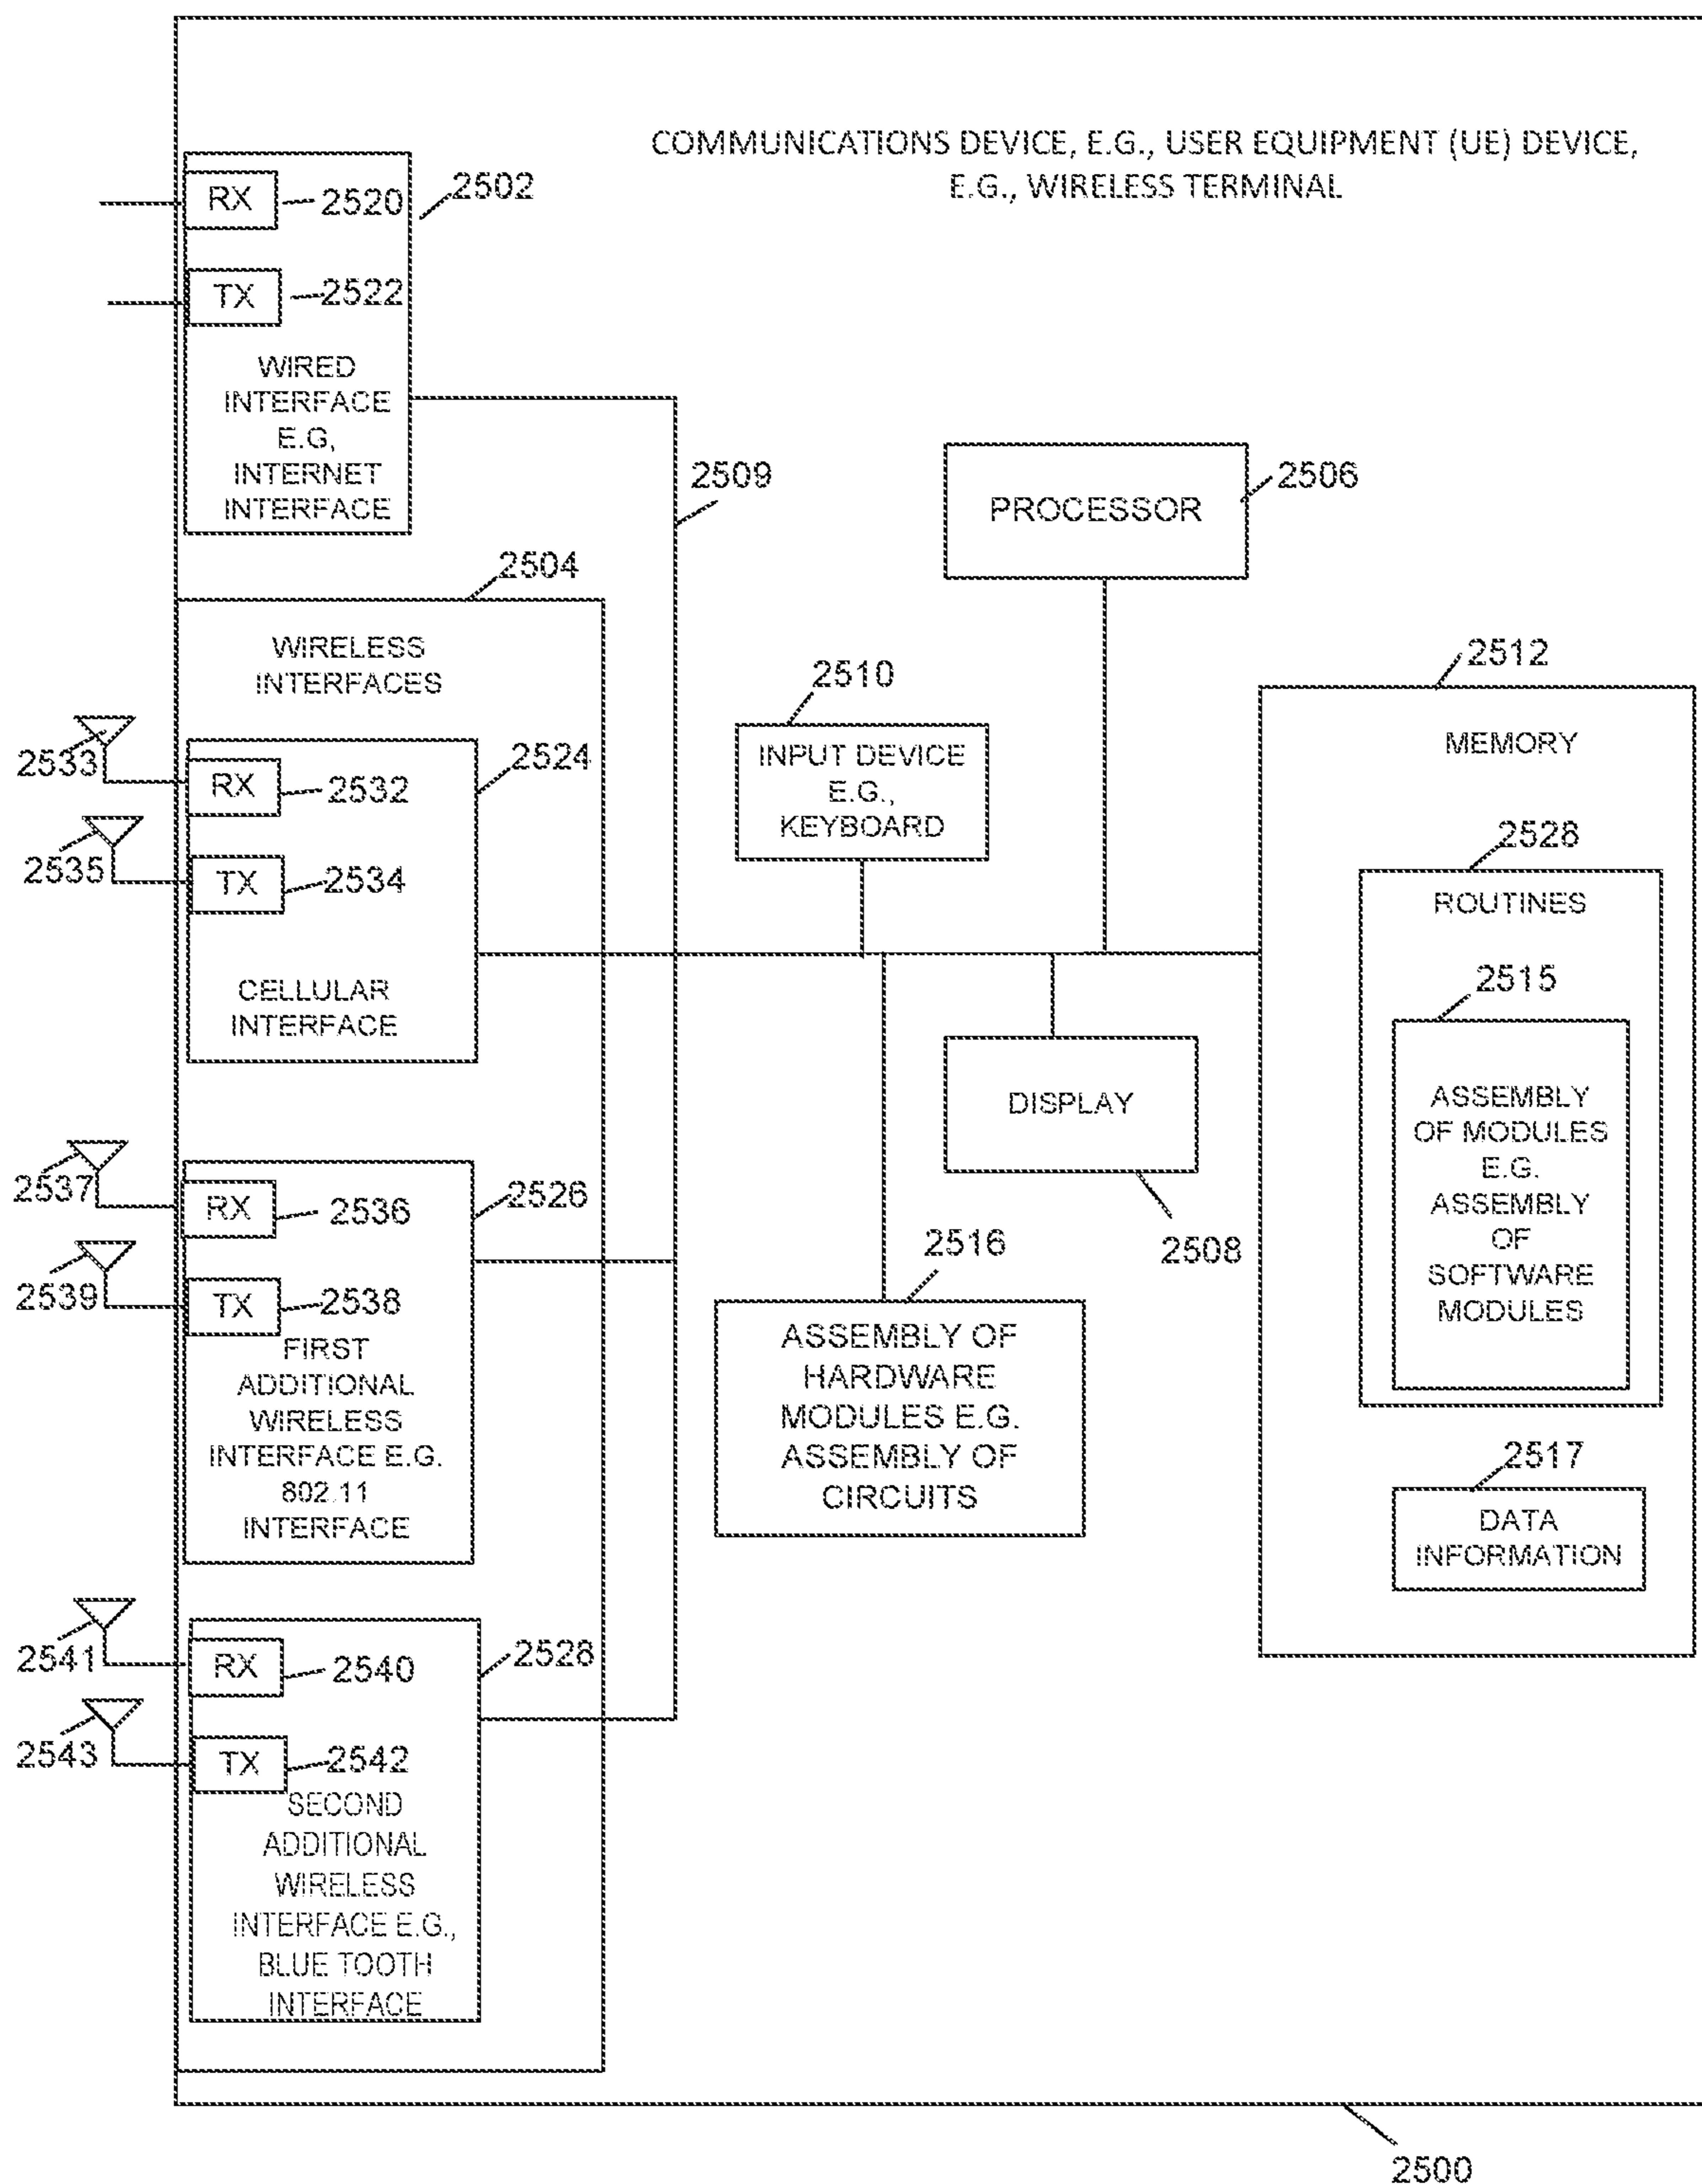 COMMUNICATIONS DEVICE, E.G., USER EQUIPMENT (UE) DEVICE,
E.G., WIRELESS TERMINAL
RX
2520
2502
TX
2522
WIRED
INTERFACE
E.G,
INTERNET
INTERFACE
2509
PROCESSOR
2506
2504
WIRELESS
INTERFACES
2533
RX
2532
2524
2535
TX
2534
CELLULAR
INTERFACE
2510
INPUT DEVICE
E.G.,
KEYBOARD
2512
MEMORY
2528
ROUTINES
2515
ASSEMBLY
OF MODULES
E.G.
ASSEMBLY
OF
SOFTWARE
MODULES
DISPLAY
2508
2537
RX
2536
2526
2539
TX
2538
FIRST
ADDITIONAL
WIRELESS
INTERFACE E.G.
802.11
INTERFACE
2516
ASSEMBLY OF
HARDWARE
MODULES E.G.
ASSEMBLY OF
CIRCUITS
2517
DATA
INFORMATION
2541
RX
2540
2528
2543
TX
2542
SECOND
ADDITIONAL
WIRELESS
INTERFACE E.G.,
BLUE TOOTH
INTERFACE
2500